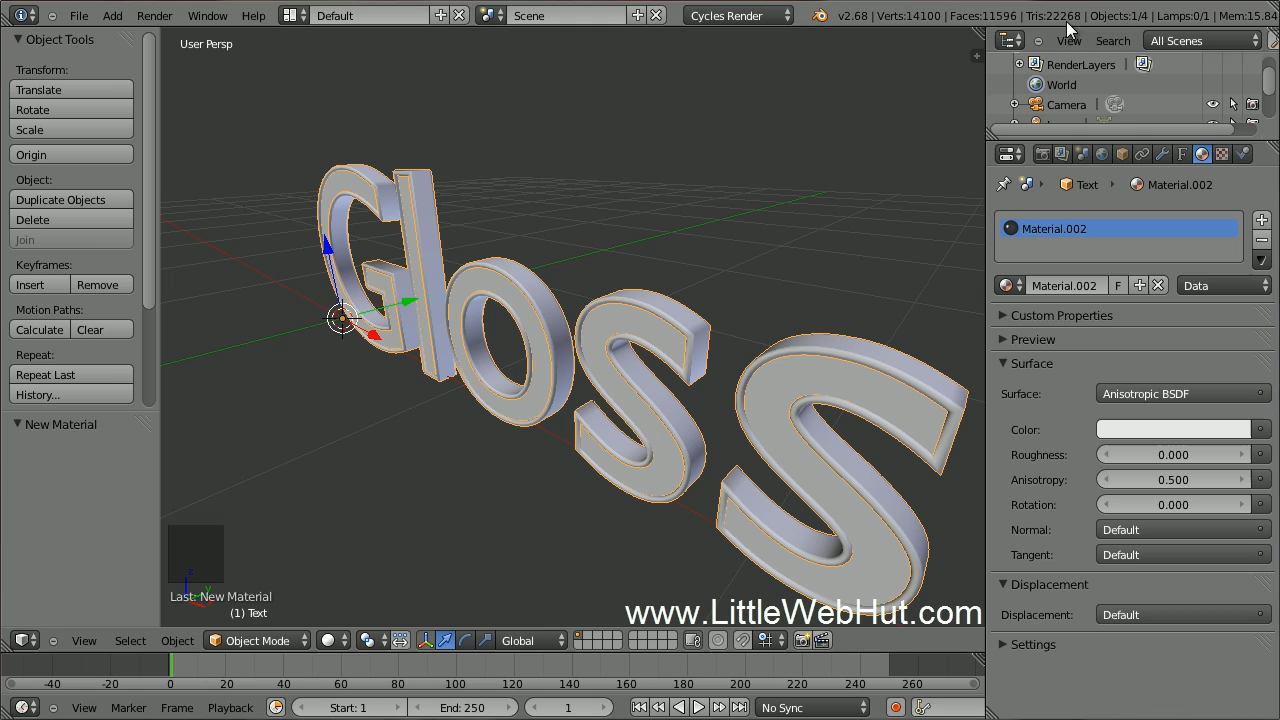 File Add Render Window Help Default Scene Cycles Render v2.68 | Verts:14100 | Faces:11596 | Tris:22268 | Objects:1/4 | Lamps:0/1 | Mem:15.84
Object Tools
Transform:
Translate
Rotate
Scale
Origin
Object:
Duplicate Objects
Delete
Join
Keyframes:
Insert Remove
Motion Paths:
Calculate Clear
Repeat:
Repeat Last
History...
New Material
User Persp
Gloss
Last: New Material
(1) Text
www.LittleWebHut.com
View Select Object Object Mode Global
-40 -20 0 20 40 60 80 100 120 140 160 180 200 220 240 260
View Marker Frame Playback Start: 1 End: 250 1 No Sync
View Search All Scenes
RenderLayers |
World
Camera |
F
Text Material.002
Material.002
Material.002 F Data
Custom Properties
Preview
Surface
Surface: Anisotropic BSDF
Color:
Roughness: 0.000
Anisotropy: 0.500
Rotation: 0.000
Normal: Default
Tangent: Default
Displacement
Displacement: Default
Settings